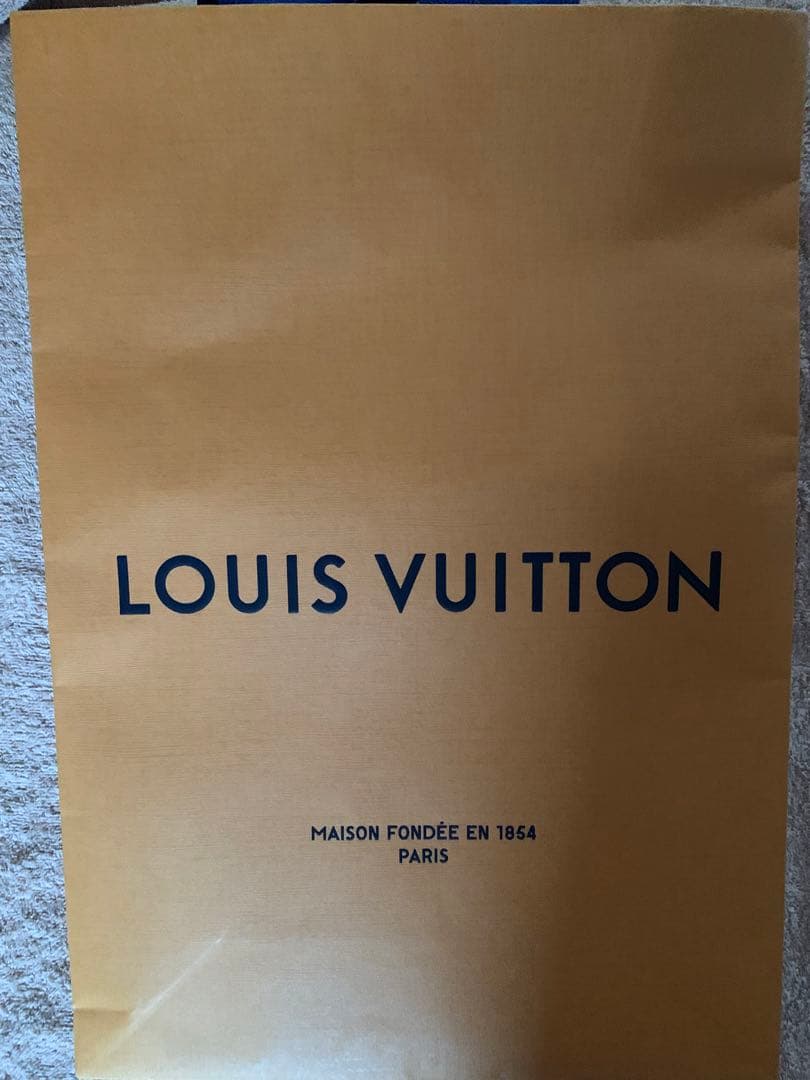 LOUIS VUITTON
MAISON FONDÉE EN 1854
PARIS